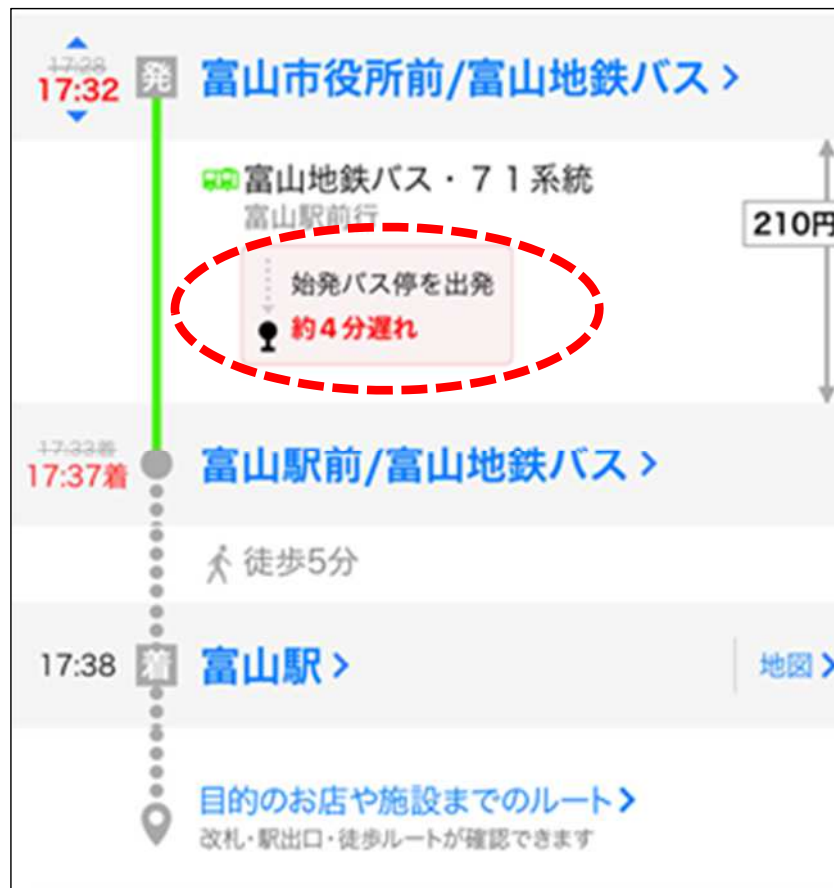 17:28
17:32
発
富山市役所前/富山地鉄バス
富山地鉄バス・71系統
富山駅前行
210円
始発バス停を出発
約4分遅れ
17:33着
17:37着
富山駅前/富山地鉄バス
徒歩5分
17:38
着
富山駅
地図
目的のお店や施設までのルート
改札・駅出口・徒歩ルートが確認できます